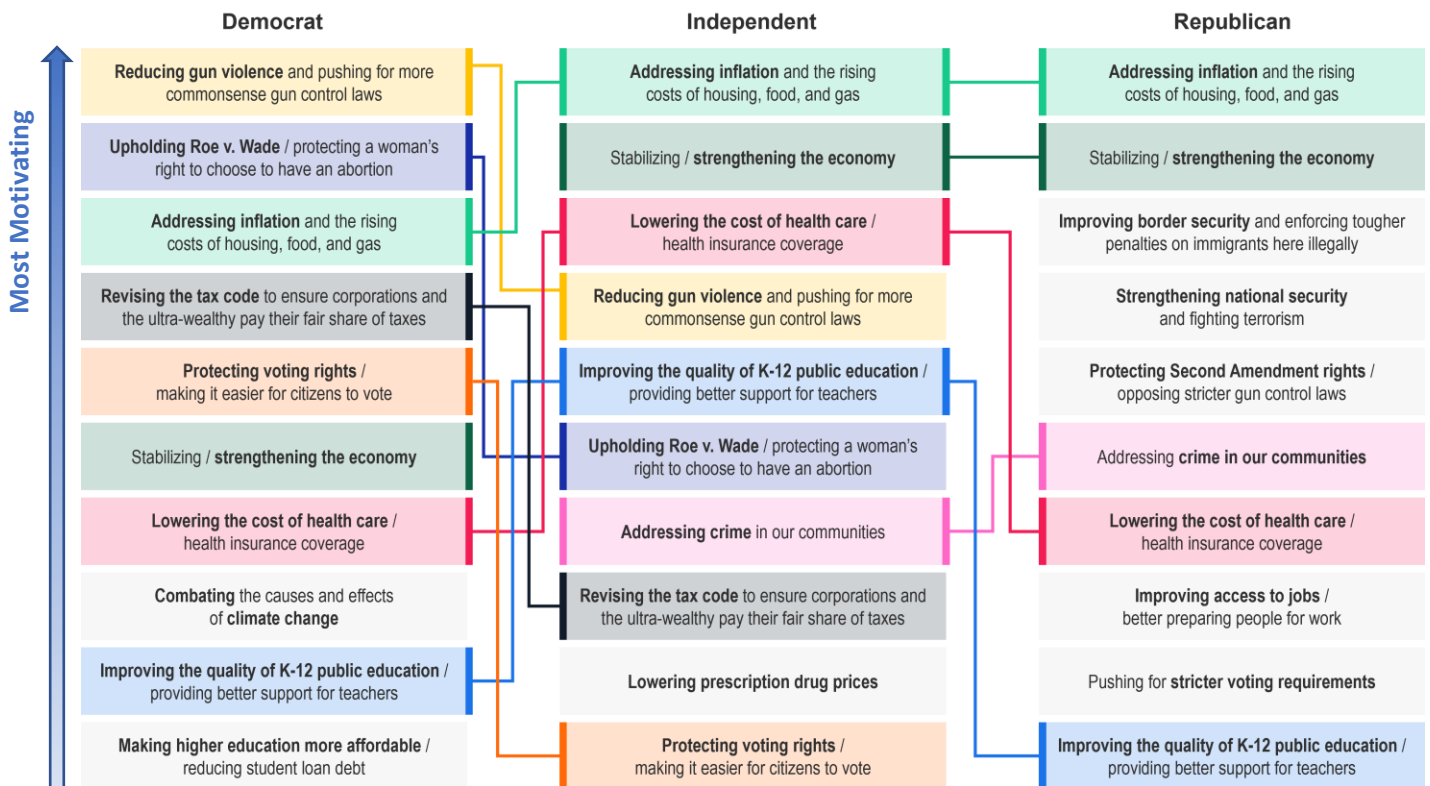 Democrat
Independent
Republican
Most Motivating
Reducing gun violence and pushing for more
commonsense gun control laws
Upholding Roe v. Wade / protecting a woman's
right to choose to have an abortion
Addressing inflation and the rising
costs of housing, food, and gas
Revising the tax code to ensure corporations and
the ultra-wealthy pay their fair share of taxes
Protecting voting rights /
making it easier for citizens to vote
Stabilizing / strengthening the economy
Lowering the cost of health care /
health insurance coverage
Combating the causes and effects
of climate change
Improving the quality of K-12 public education /
providing better support for teachers
Making higher education more affordable /
reducing student loan debt
Addressing inflation and the rising
costs of housing, food, and gas
Stabilizing / strengthening the economy
Lowering the cost of health care /
health insurance coverage
Reducing gun violence and pushing for more
commonsense gun control laws
Improving the quality of K-12 public education /
providing better support for teachers
Upholding Roe v. Wade / protecting a woman's
right to choose to have an abortion
Addressing crime in our communities
Revising the tax code to ensure corporations and
the ultra-wealthy pay their fair share of taxes
Lowering prescription drug prices
Protecting voting rights /
making it easier for citizens to vote
Addressing inflation and the rising
costs of housing, food, and gas
Stabilizing / strengthening the economy
Improving border security and enforcing tougher
penalties on immigrants here illegally
Strengthening national security
and fighting terrorism
Protecting Second Amendment rights /
opposing stricter gun control laws
Addressing crime in our communities
Lowering the cost of health care /
health insurance coverage
Improving access to jobs /
better preparing people for work
Pushing for stricter voting requirements
Improving the quality of K-12 public education /
providing better support for teachers